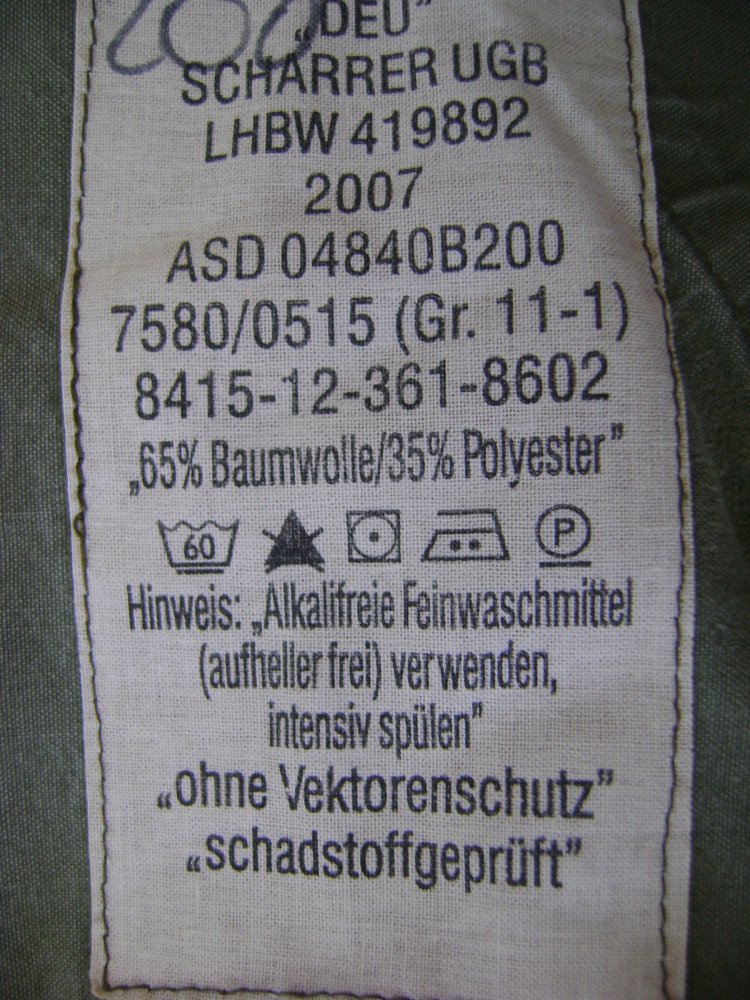 „DEU"
SCHARRER UGB
LHBW 419892
2007
ASD 04840B200
7580/0515 (Gr. 11-1)
8415-12-361-8602
„65% Baumwolle/35% Polyester"
60 P
Hinweis: „Alkalifreie Feinwaschmittel
(aufheller frei) verwenden,
intensiv spülen"
„ohne Vektorenschutz"
„schadstoffgeprüft"